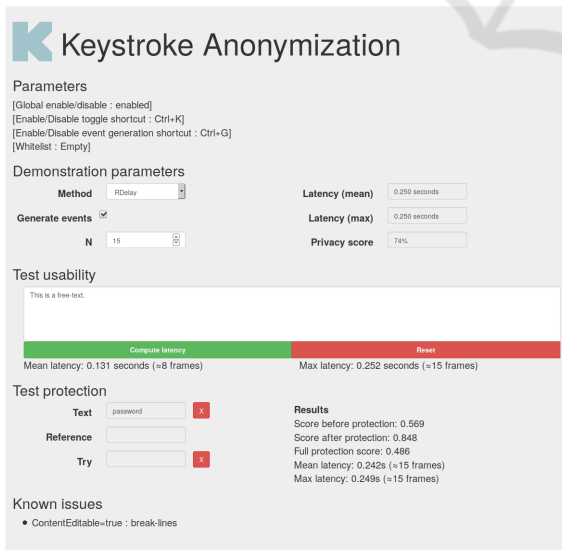 Keystroke Anonymization
Parameters
[Global enable/disable : enabled]
[Enable/Disable toggle shortcut : Ctrl+K]
[Enable/Disable event generation shortcut : Ctrl+G]
[Whitelist : Empty]
Demonstration parameters
Method RDelay Latency (mean) 0.250 seconds
Generate events Latency (max) 0.250 seconds
N 15 Privacy score 74%
Test usability
This is a free-text.
Compute latency Reset
Mean latency: 0.131 seconds (≈8 frames) Max latency: 0.252 seconds (≈15 frames)
Test protection
Text password X Results
Score before protection: 0.569
Reference Score after protection: 0.848
Full protection score: 0.486
Try X Mean latency: 0.242s (≈15 frames)
Max latency: 0.249s (≈15 frames)
Known issues
• ContentEditable=true : break-lines